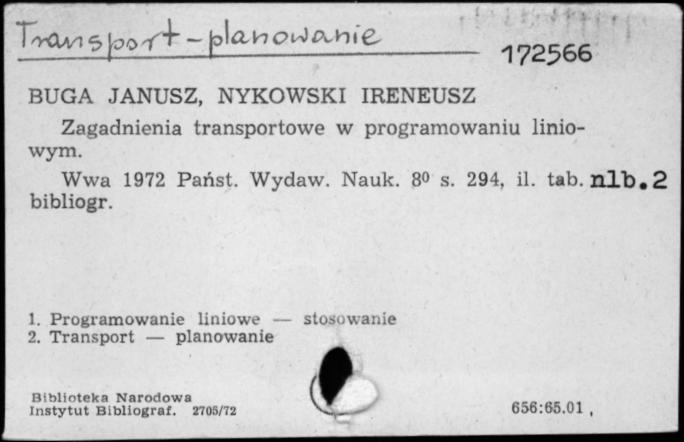 Transport-planowanie
172566
BUGA JANUSZ, NYKOWSKI IRENEUSZ
Zagadnienia transportowe w programowaniu linio-
wym.
Wwa 1972 Państ. Wydaw. Nauk. 8⁰ s. 294, il. tab. nlb.2
bibliogr.
1. Programowanie liniowe — stosowanie
2. Transport — planowanie
Biblioteka Narodowa
Instytut Bibliograf. 2705/72
656:65.01 ,